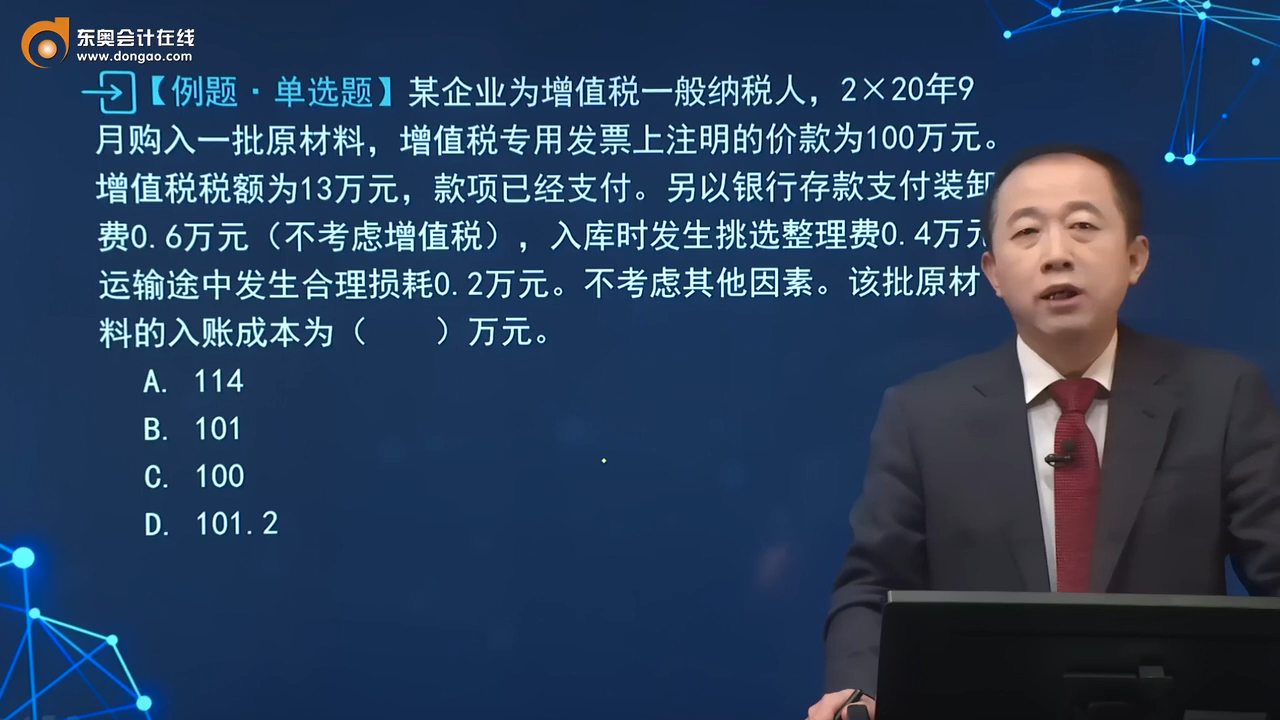 东奥会计在线
www.dongao.com
【例题·单选题】某企业为增值税一般纳税人，2×20年9
月购入一批原材料，增值税专用发票上注明的价款为100万元。
增值税税额为13万元，款项已经支付。另以银行存款支付装卸
费0.6万元（不考虑增值税），入库时发生挑选整理费0.4万元
运输途中发生合理损耗0.2万元。不考虑其他因素。该批原材
料的入账成本为（　　）万元。
A. 114
B. 101
C. 100
D. 101.2